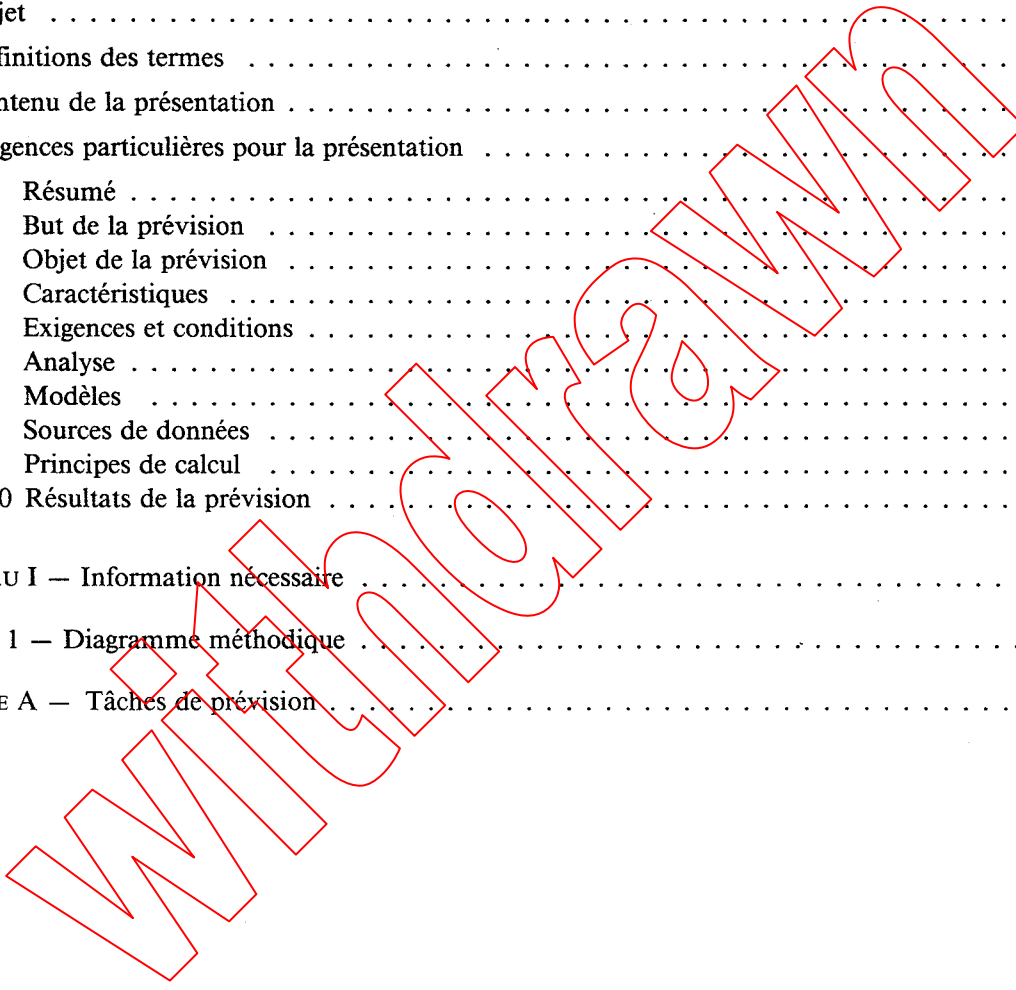 jet . . . . . . . . . . . . . . . . . . . . . . . . . . . . . .
finitions des termes . . . . . . . . . . . . . . . . . . . . . . . .
ntenu de la présentation . . . . . . . . . . . . . . . . . . . . . .
gences particulières pour la présentation . . . . . . . . . . . . . . . .
Résumé . . . . . . . . . . . . . . . . . . . . . . . . . . . .
But de la prévision . . . . . . . . . . . . . . . . . . . . . . . .
Objet de la prévision . . . . . . . . . . . . . . . . . . . . . . .
Caractéristiques . . . . . . . . . . . . . . . . . . . . . . . . .
Exigences et conditions . . . . . . . . . . . . . . . . . . . . . .
Analyse . . . . . . . . . . . . . . . . . . . . . . . . . . . .
Modèles . . . . . . . . . . . . . . . . . . . . . . . . . . .
Sources de données . . . . . . . . . . . . . . . . . . . . . . . .
Principes de calcul . . . . . . . . . . . . . . . . . . . . . . . .
0 Résultats de la prévision . . . . . . . . . . . . . . . . . . . . .
U I — Information nécessaire . . . . . . . . . . . . . . . . . . . .
1 — Diagramme méthodique . . . . . . . . . . . . . . . . . . . .
E A — Tâches de prévision . . . . . . . . . . . . . . . . . . . . .
withdrawn